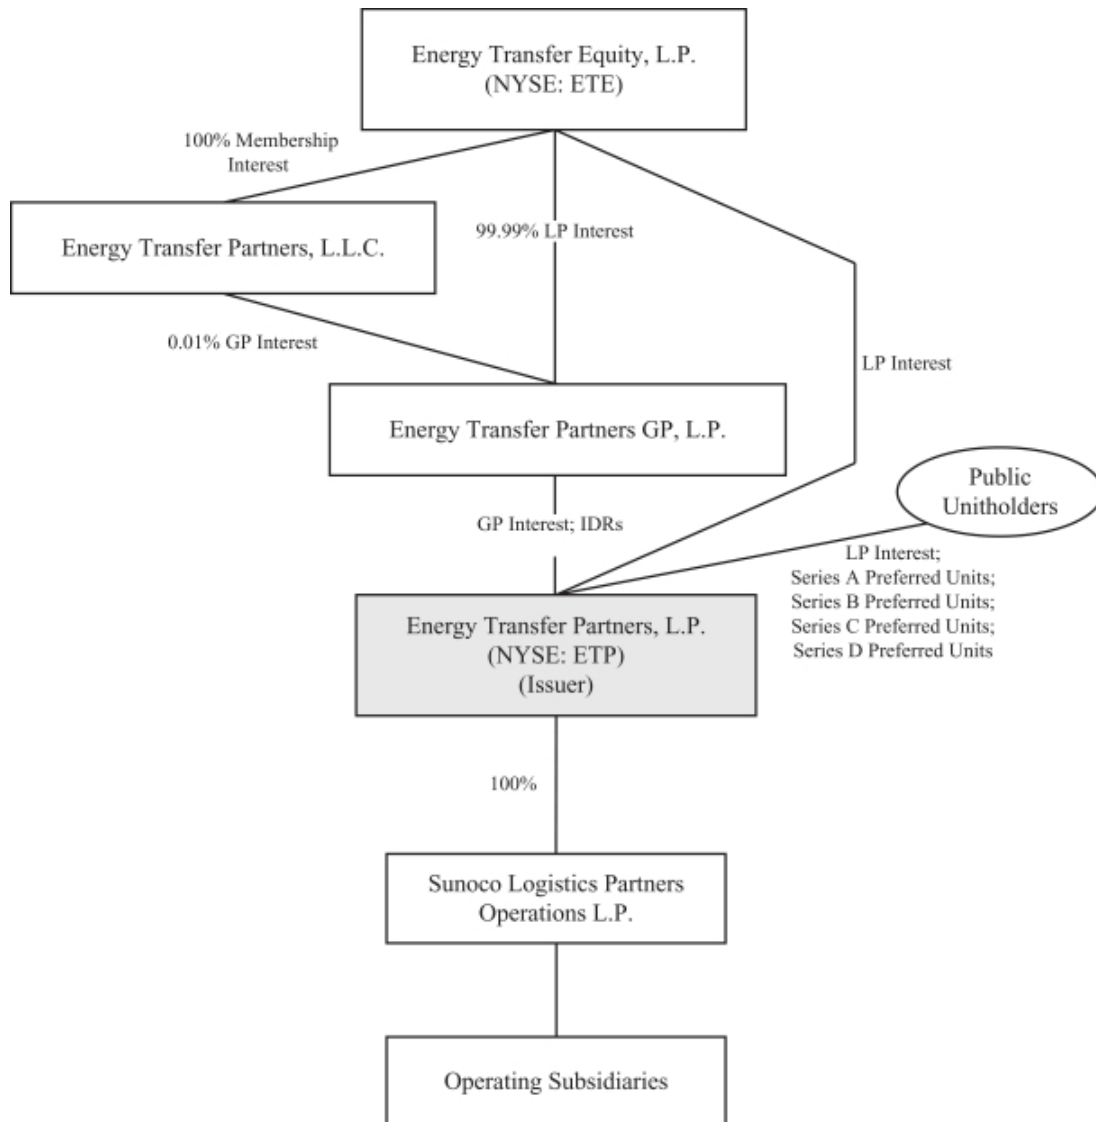 Energy Transfer Equity, L.P.
(NYSE: ETE)
100% Membership
Interest
Energy Transfer Partners, L.L.C.
99.99% LP Interest
0.01% GP Interest
LP Interest
Energy Transfer Partners GP, L.P.
Public
Unitholders
GP Interest; IDRs
LP Interest;
Series A Preferred Units;
Series B Preferred Units;
Series C Preferred Units;
Series D Preferred Units
Energy Transfer Partners, L.P.
(NYSE: ETP)
(Issuer)
100%
Sunoco Logistics Partners
Operations L.P.
Operating Subsidiaries